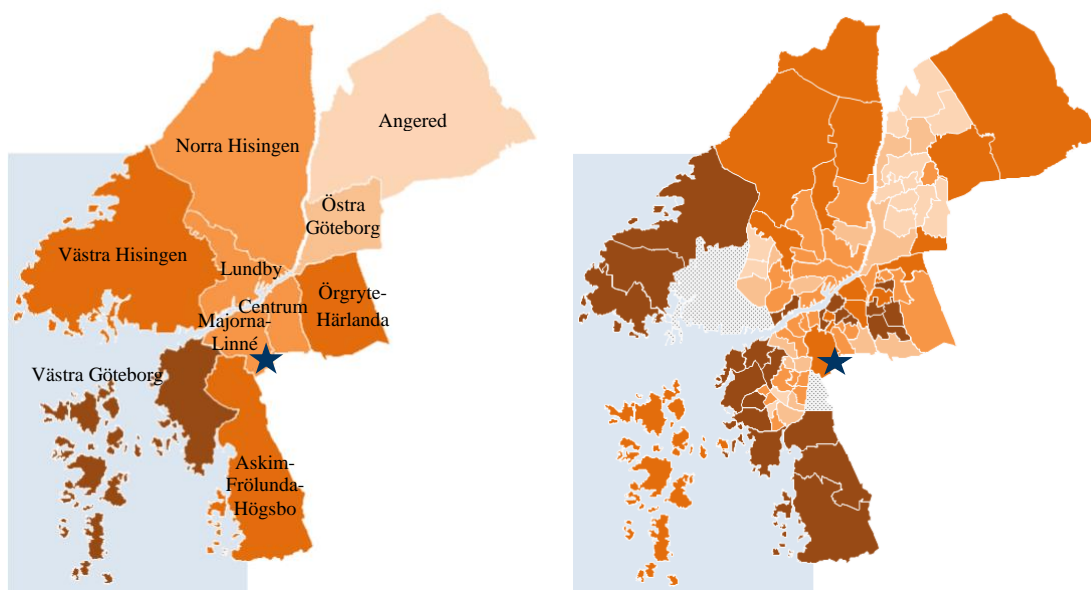 Angered
Norra Hisingen
Östra
Göteborg
Västra Hisingen
Lundby
Centrum
Örgryte-
Härlanda
Majorna-
Linné
Västra Göteborg
Askim-
Frölunda-
Högsbo